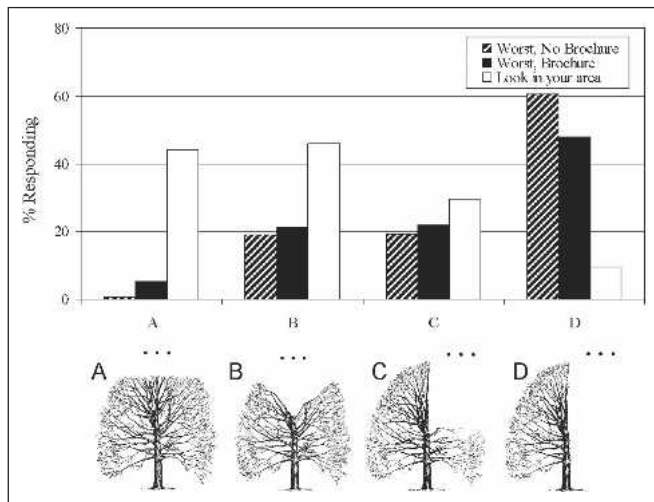 80
Worst, No Brochure
Worst, Brochure
Look in your area
60
40
20
0
% Responding
A
B
C
D
A
B
C
D